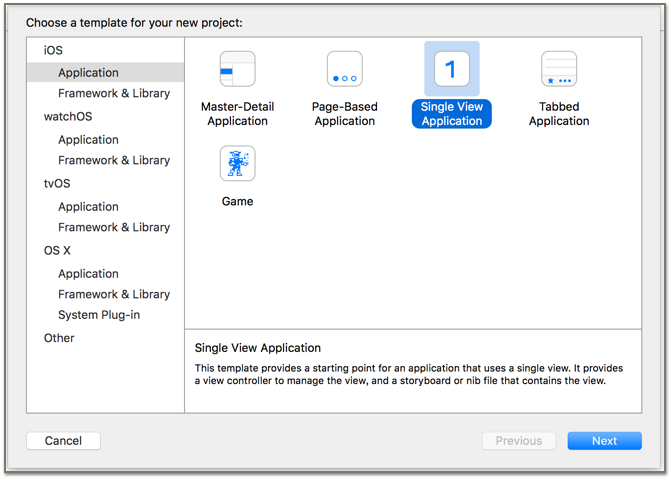 Choose a template for your new project:
iOS
Application
Framework & Library
watchOS
Application
Framework & Library
tvOS
Application
Framework & Library
OS X
Application
Framework & Library
System Plug-in
Other
Master-Detail
Application
Page-Based
Application
1
Single View
Application
Tabbed
Application
Game
Single View Application
This template provides a starting point for an application that uses a single view. It provides
a view controller to manage the view, and a storyboard or nib file that contains the view.
Cancel
Previous
Next